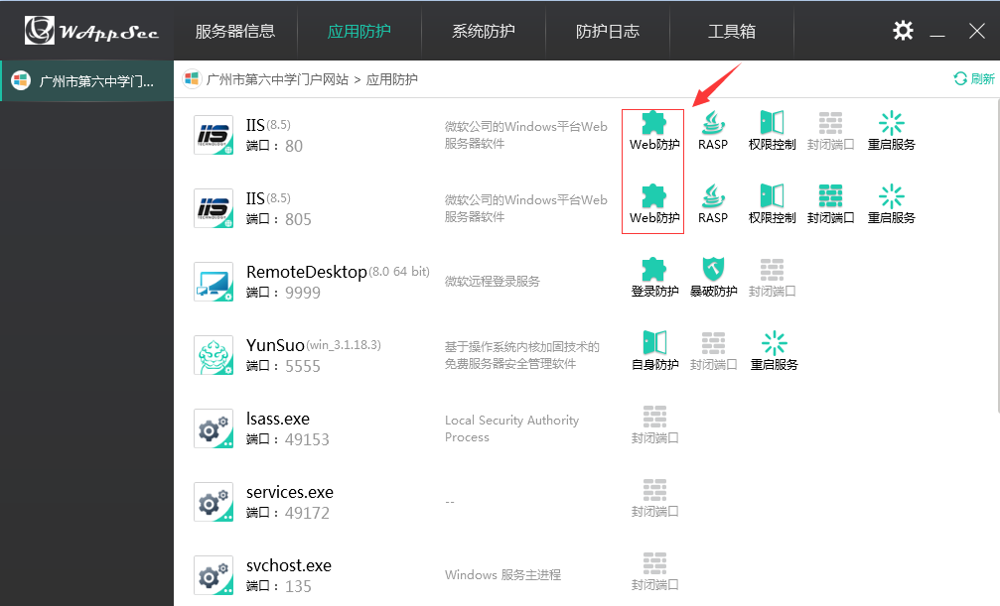 WAppSec
服务器信息
应用防护
系统防护
防护日志
工具箱
广州市第六中学门...
广州市第六中学门户网站 > 应用防护
刷新
IIS(8.5)
端口: 80
微软公司的Windows平台Web
服务器软件
Web防护
RASP
权限控制
封闭端口
重启服务
IIS(8.5)
端口: 805
微软公司的Windows平台Web
服务器软件
Web防护
RASP
权限控制
封闭端口
重启服务
RemoteDesktop(8.0 64 bit)
端口: 9999
微软远程登录服务
登录防护
暴破防护
封闭端口
YunSuo(win_3.1.18.3)
端口: 5555
基于操作系统内核加固技术的
免费服务器安全管理软件
自身防护
封闭端口
重启服务
lsass.exe
端口: 49153
Local Security Authority
Process
封闭端口
services.exe
端口: 49172
--
封闭端口
svchost.exe
端口: 135
Windows 服务主进程
封闭端口